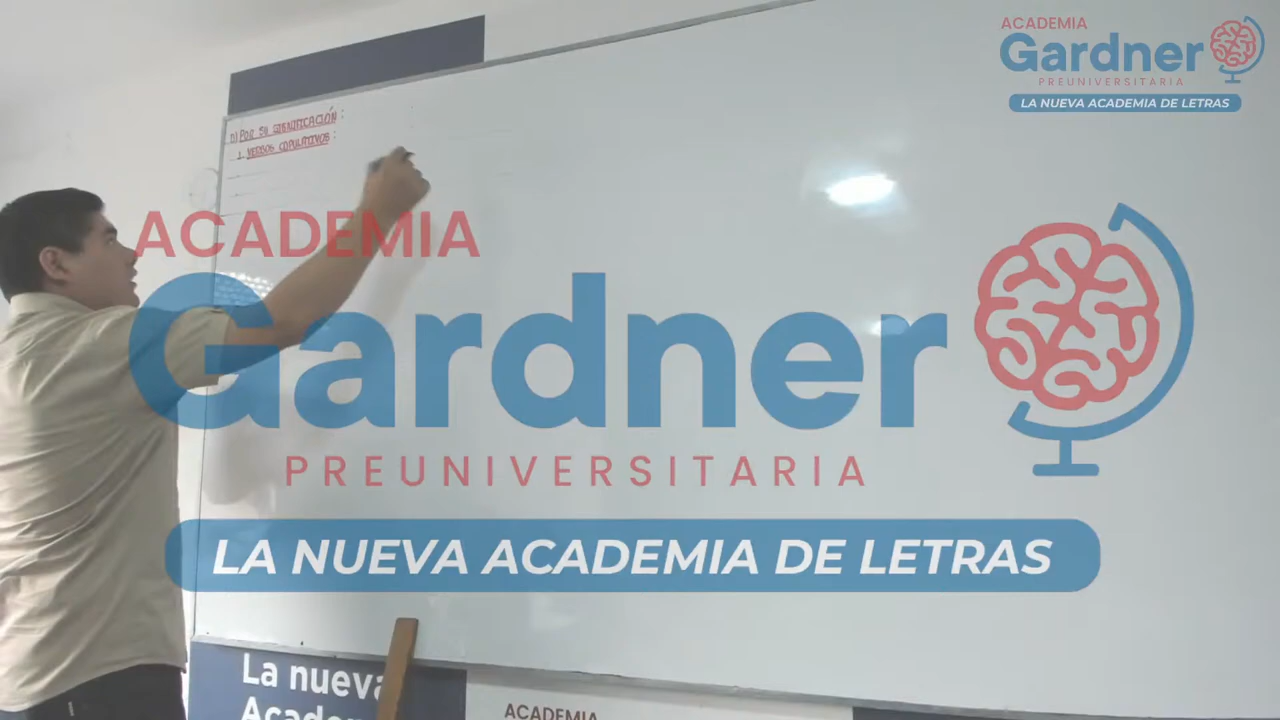 ACADEMIA
Gardner
PREUNIVERSITARIA
LA NUEVA ACADEMIA DE LETRAS
D) POR SU SIGNIFICACIÓN:
1. VERBOS COPULATIVOS:
ACADEMIA
Gardner
PREUNIVERSITARIA
LA NUEVA ACADEMIA DE LETRAS
La nueva
Acade
ACADEMIA